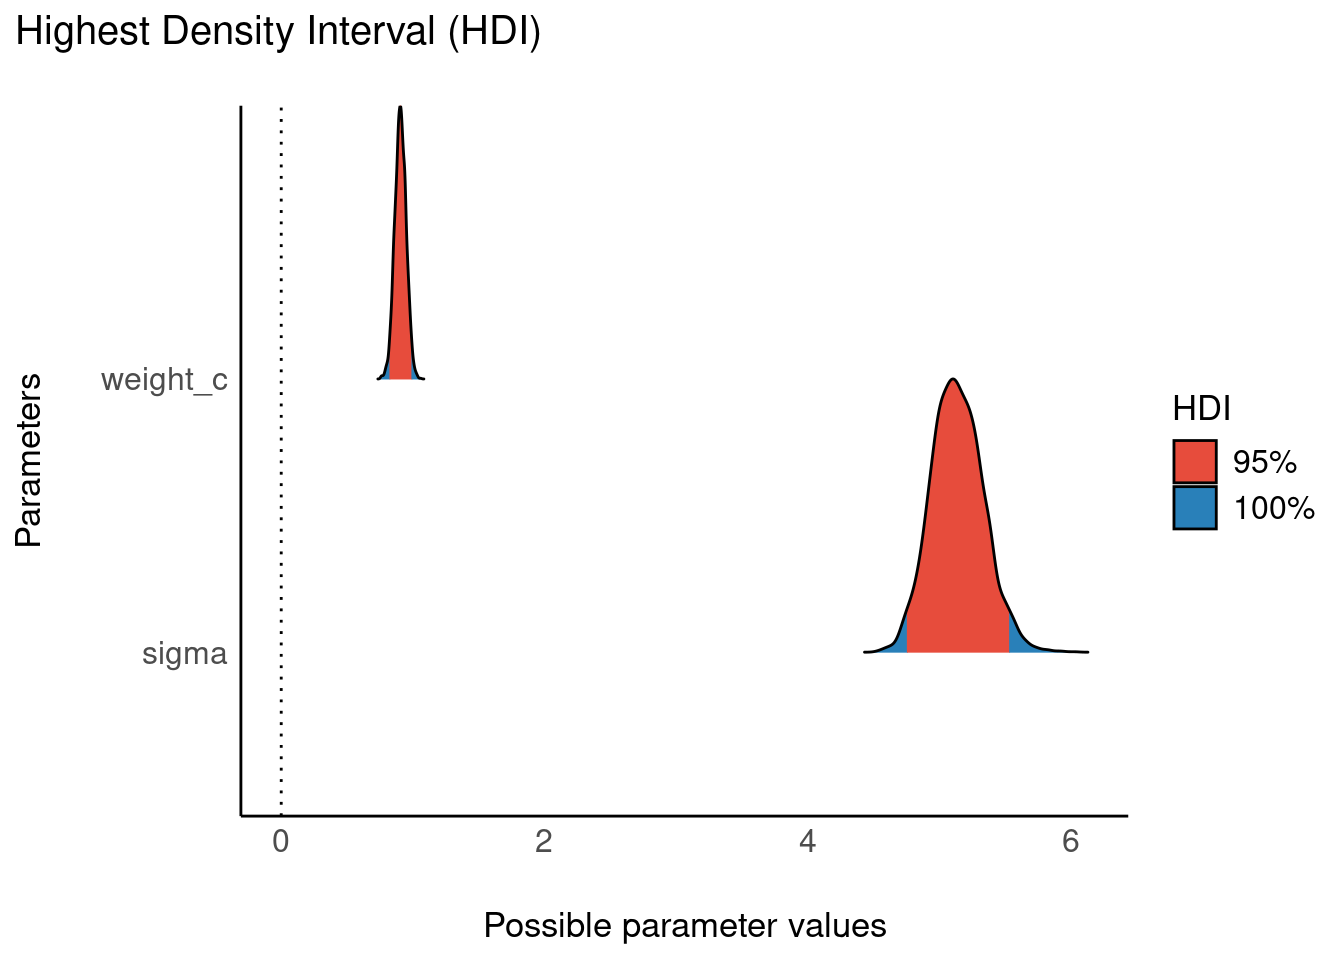 Highest Density Interval (HDI)
weight_c
sigma
Parameters
0 2 4 6
Possible parameter values
HDI
95%
100%